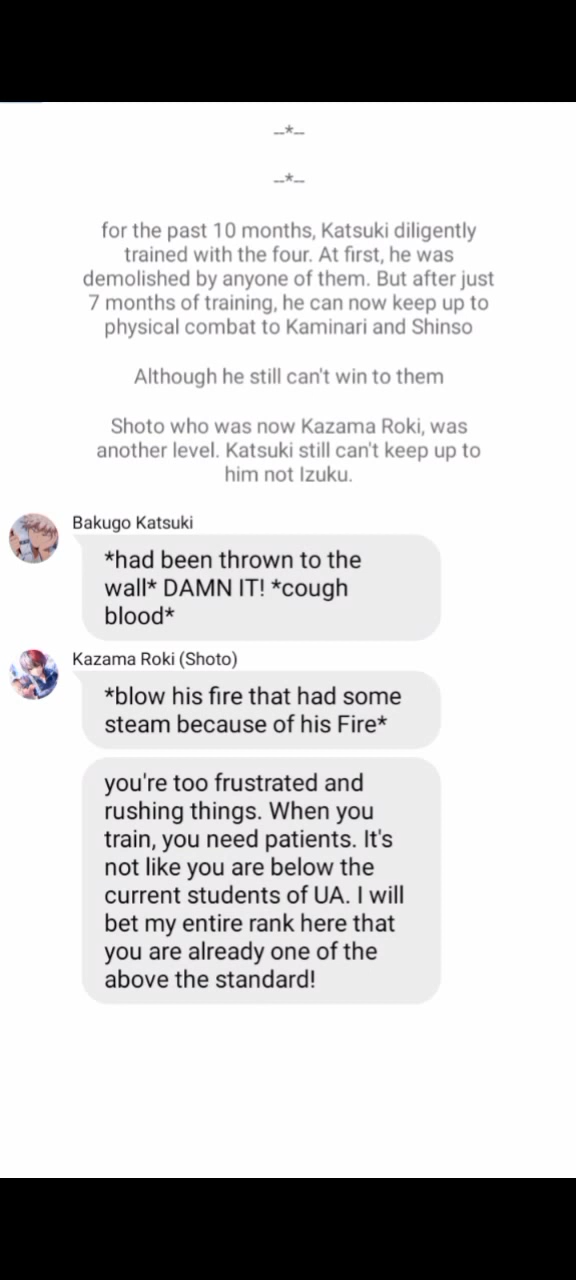 --*--
--*--
for the past 10 months, Katsuki diligently
trained with the four. At first, he was
demolished by anyone of them. But after just
7 months of training, he can now keep up to
physical combat to Kaminari and Shinso
Although he still can't win to them
Shoto who was now Kazama Roki, was
another level. Katsuki still can't keep up to
him not Izuku.
Bakugo Katsuki
*had been thrown to the
wall* DAMN IT! *cough
blood*
Kazama Roki (Shoto)
*blow his fire that had some
steam because of his Fire*
you're too frustrated and
rushing things. When you
train, you need patients. It's
not like you are below the
current students of UA. I will
bet my entire rank here that
you are already one of the
above the standard!